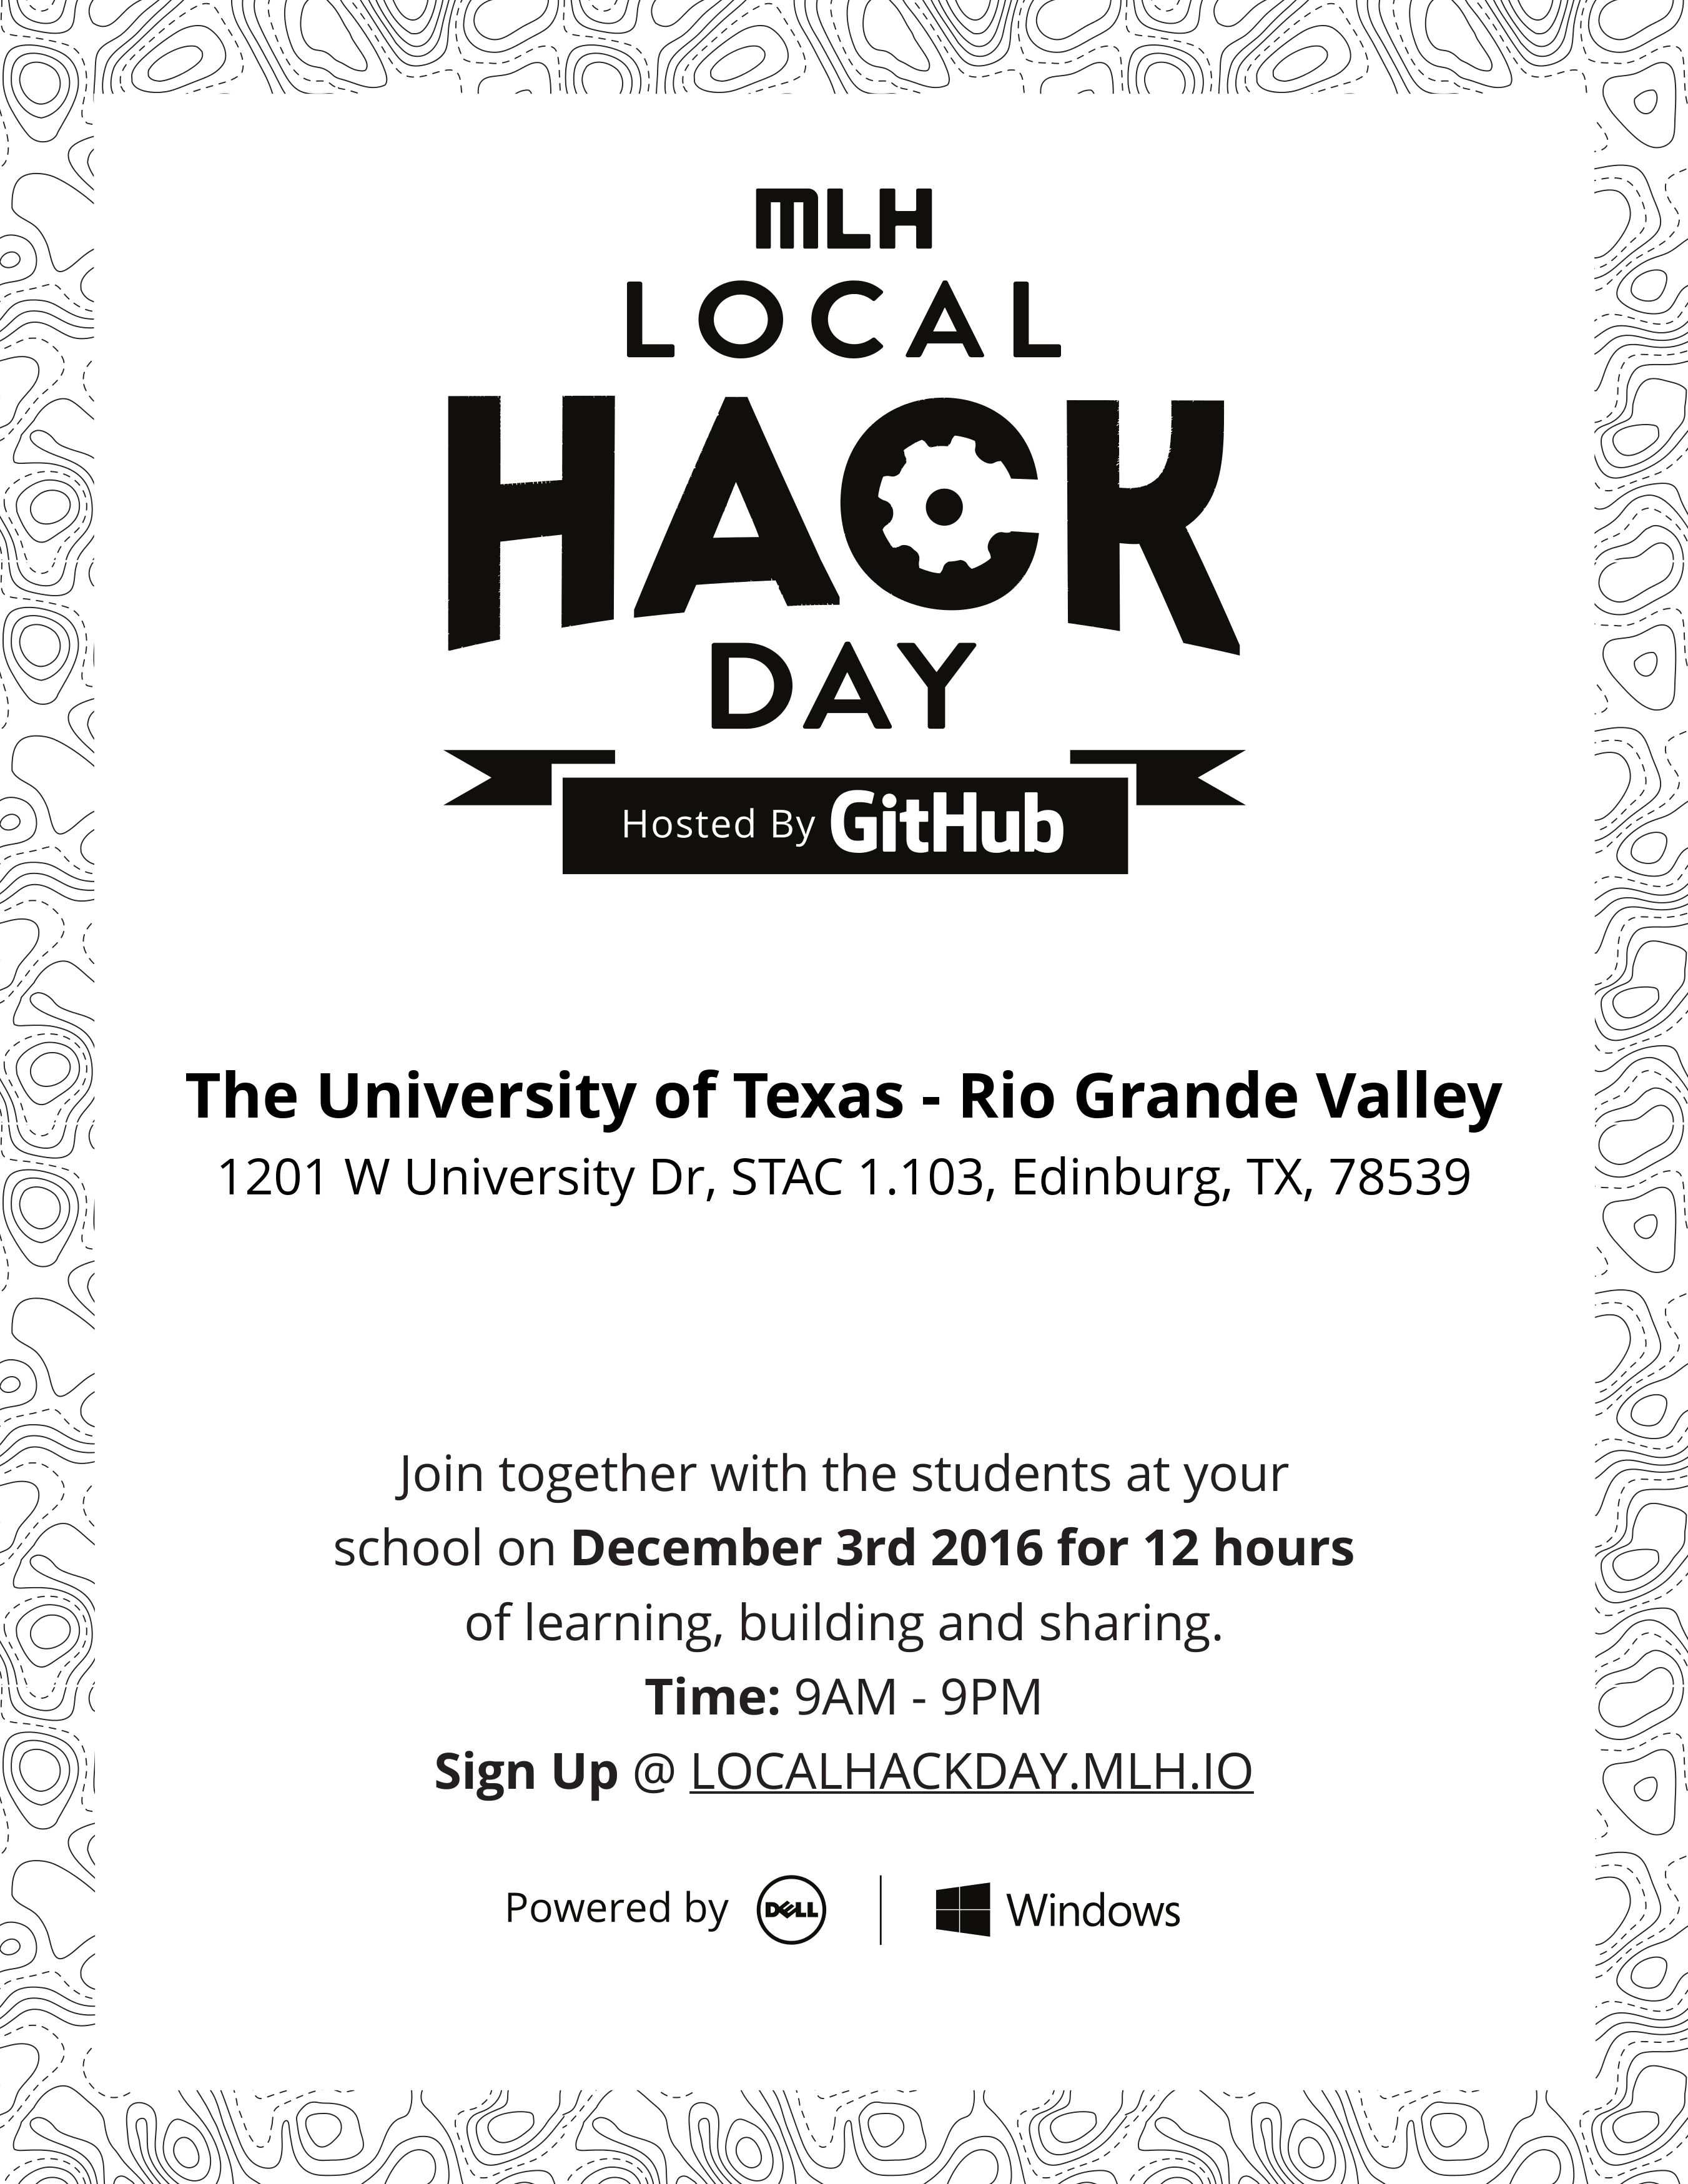 MLH
LOCAL
HACK
DAY
Hosted By GitHub
The University of Texas - Rio Grande Valley
1201 W University Dr, STAC 1.103, Edinburg, TX, 78539
Join together with the students at your
school on December 3rd 2016 for 12 hours
of learning, building and sharing.
Time: 9AM - 9PM
Sign Up @ LOCALHACKDAY.MLH.IO
Powered by DELL | Windows